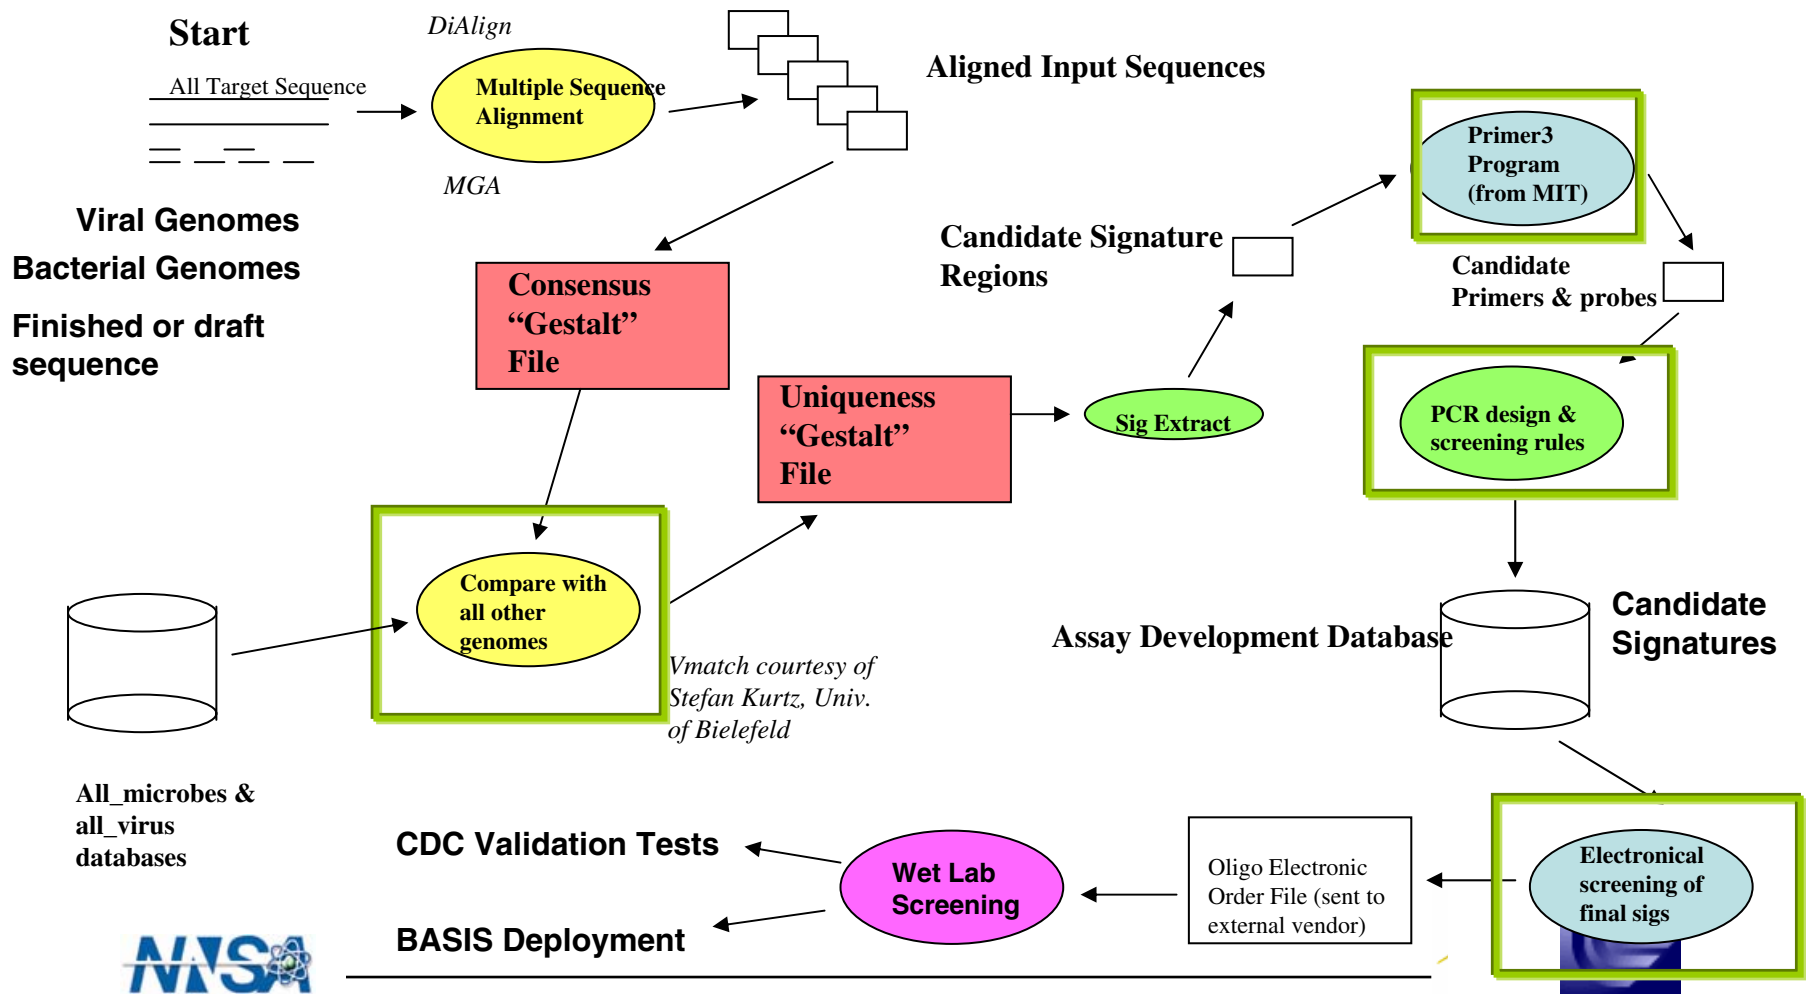 Start
DiAlign
All Target Sequence
Multiple Sequence
Alignment
MGA
Aligned Input Sequences
Viral Genomes
Bacterial Genomes
Finished or draft
sequence
Consensus
“Gestalt”
File
Uniqueness
“Gestalt”
File
Sig Extract
Candidate Signature
Regions
Primer3
Program
(from MIT)
Candidate
Primers & probes
PCR design &
screening rules
Compare with
all other
genomes
Vmatch courtesy of
Stefan Kurtz, Univ.
of Bielefeld
All_microbes &
all_virus
databases
Assay Development Database
Candidate
Signatures
Electronical
screening of
final sigs
Oligo Electronic
Order File (sent to
external vendor)
Wet Lab
Screening
CDC Validation Tests
BASIS Deployment
NNSA